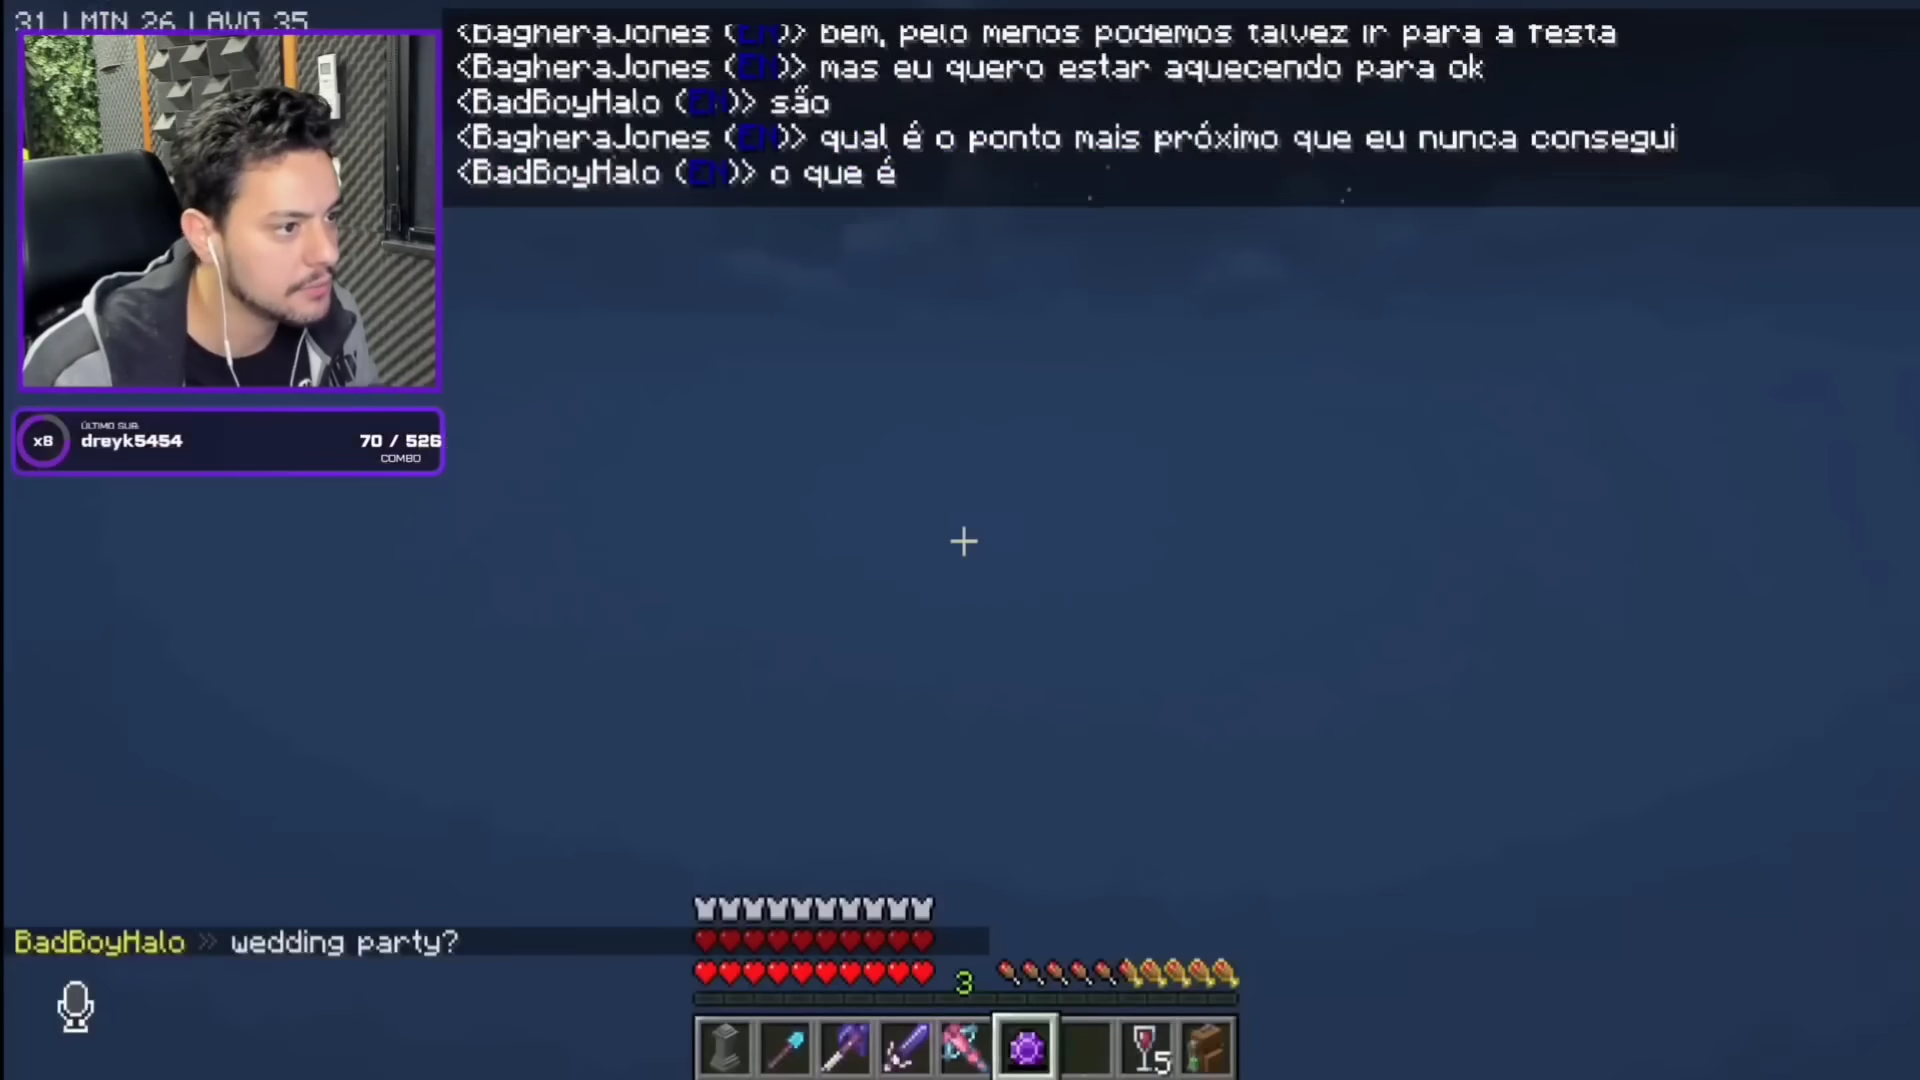 31 | MIN 26 | AVG 35
<BagheraJones (EN)> bem, pelo menos podemos talvez ir para a festa
<BagheraJones (EN)> mas eu quero estar aquecendo para ok
<BadBoyHalo (EN)> são
<BagheraJones (EN)> qual é o ponto mais próximo que eu nunca consegui
<BadBoyHalo (EN)> o que é
ÚLTIMO SUB
x8 dreyk5454 70 / 526
COMBO
BadBoyHalo » wedding party?
3
5